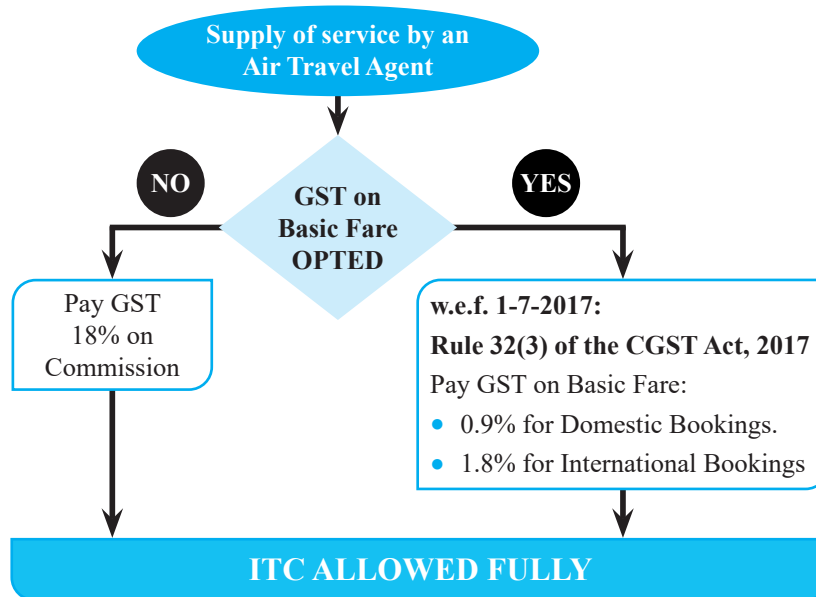 Supply of service by an
Air Travel Agent
NO
YES
GST on
Basic Fare
OPTED
Pay GST
18% on
Commission
w.e.f. 1-7-2017:
Rule 32(3) of the CGST Act, 2017
Pay GST on Basic Fare:
• 0.9% for Domestic Bookings.
• 1.8% for International Bookings
ITC ALLOWED FULLY